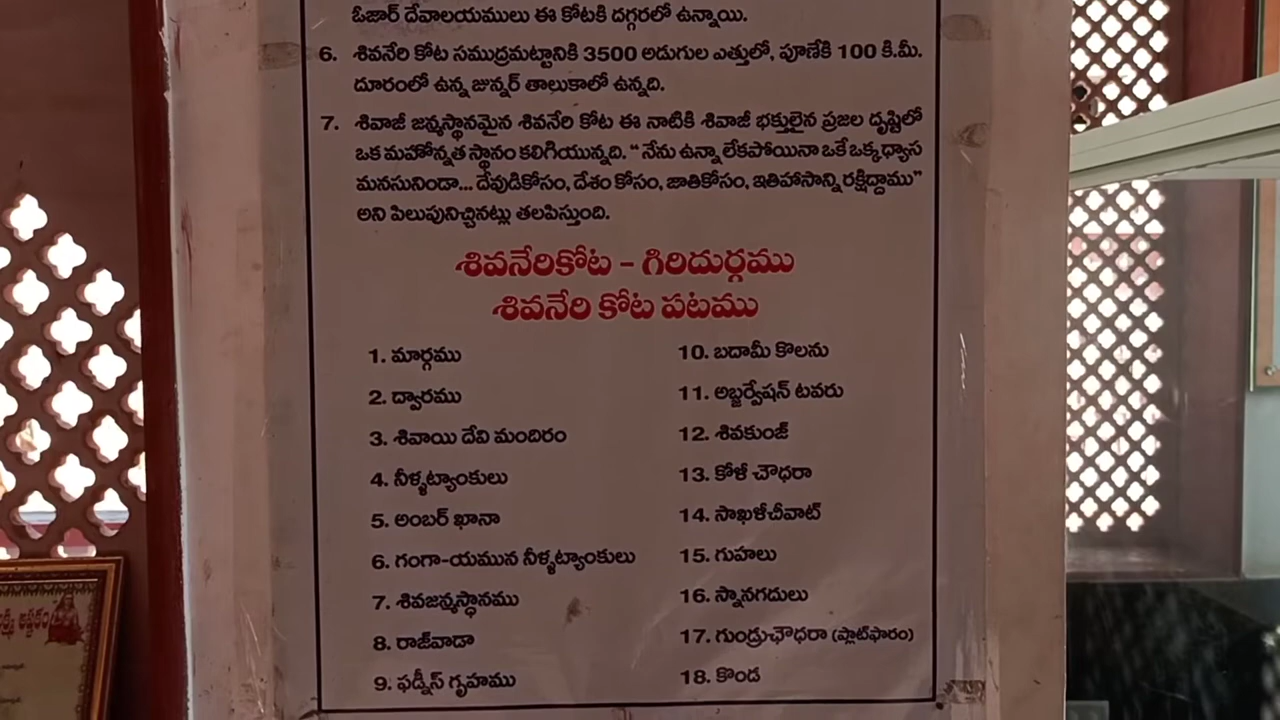 ఓజార్ దేవాలయములు ఈ కోటకి దగ్గరలో ఉన్నాయి.
6. శివనేరి కోట సముద్రమట్టానికి 3500 అడుగుల ఎత్తులో, పూణేకి 100 కి.మీ.
దూరంలో ఉన్న జున్నర్ తాలుకాలో ఉన్నది.
7. శివాజీ జన్మస్థానమైన శివనేరి కోట ఈ నాటికి శివాజీ భక్తులైన ప్రజల దృష్టిలో
ఒక మహోన్నత స్థానం కలిగియున్నది. “ నేను ఉన్నా లేకపోయినా ఒకే ఒక్కధ్యాస
మనసునిండా... దేవుడికోసం, దేశం కోసం, జాతికోసం, ఇతిహాసాన్ని రక్షిద్దాము”
అని పిలుపునిచ్చినట్లు తలపిస్తుంది.
శివనేరికోట – గిరిదుర్గము
శివనేరి కోట పటము
1. మార్గము
2. ద్వారము
3. శివాయి దేవి మందిరం
4. నీళ్ళట్యాంకులు
5. అంబర్ ఖానా
6. గంగా-యమున నీళ్ళట్యాంకులు
7. శివజన్మస్థానము
8. రాజ్‌వాడా
9. ఫడ్నీస్ గృహము
10. బదామీ కొలను
11. అబ్జర్వేషన్ టవరు
12. శివకుంజ్
13. కోళీ చౌధరా
14. సాఖళీచీవాట్
15. గుహలు
16. స్నానగదులు
17. గుండ్రుఛౌధరా (ప్లాట్‌ఫారం)
18. కొండ